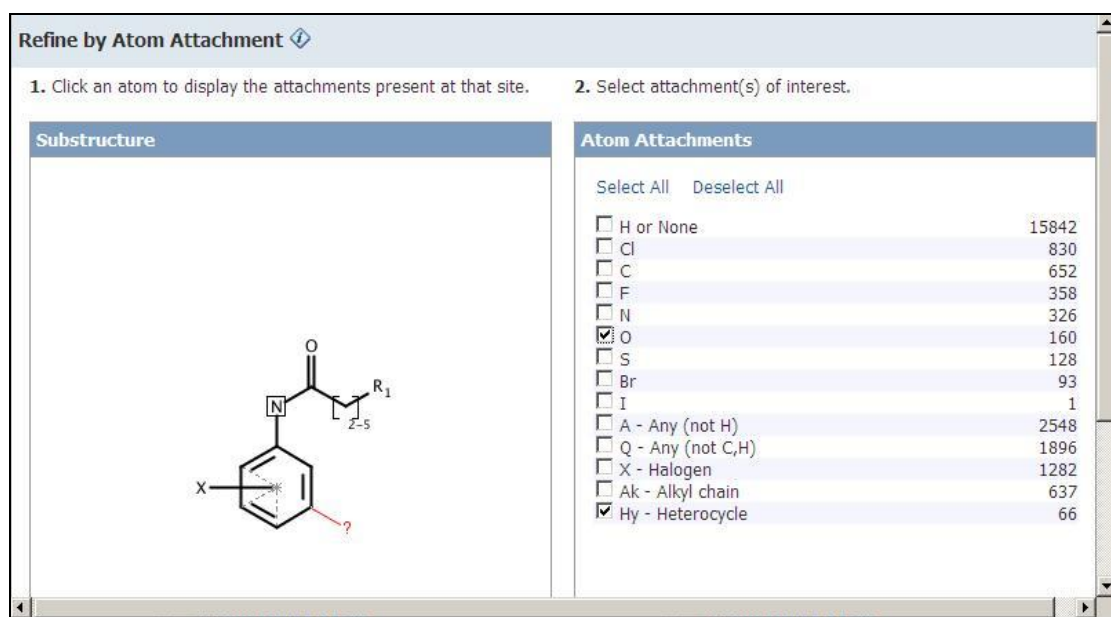 Refine by Atom Attachment
1. Click an atom to display the attachments present at that site.
2. Select attachment(s) of interest.
Substructure
O
R1
N
2-5
X
?
Atom Attachments
Select All Deselect All
H or None 15842
Cl 830
C 652
F 358
N 326
O 160
S 128
Br 93
I 1
A - Any (not H) 2548
Q - Any (not C,H) 1896
X - Halogen 1282
Ak - Alkyl chain 637
Hy - Heterocycle 66